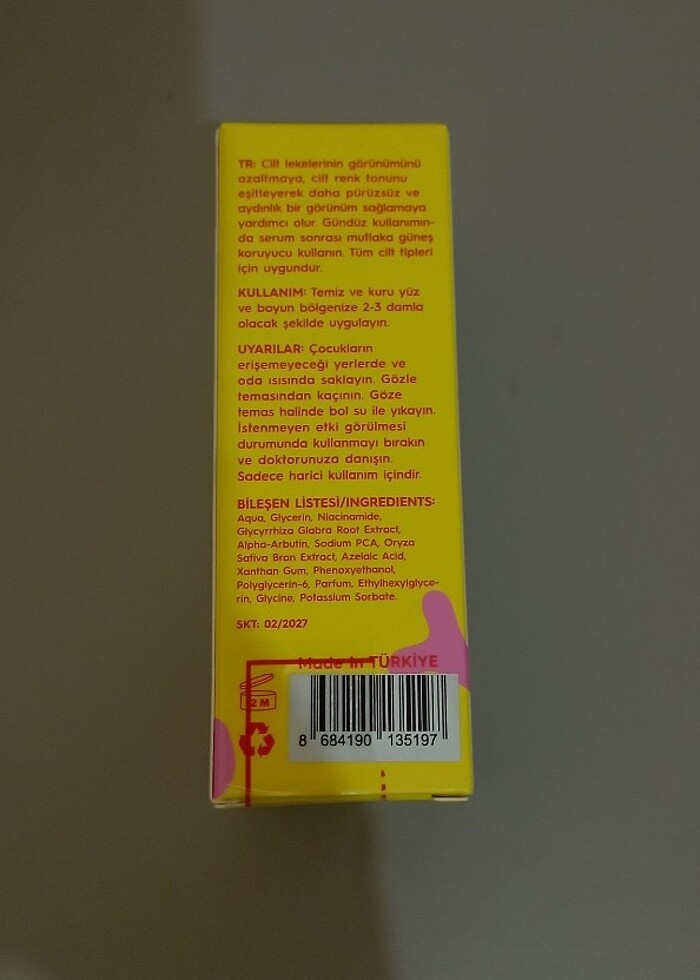 TR: Cilt lekelerinin görünümünü
azaltmaya, cilt renk tonunu
eşitleyerek daha pürüzsüz ve
aydınlık bir görünüm sağlamaya
yardımcı olur. Gündüz kullanımın-
da serum sonrası mutlaka güneş
koruyucu kullanın. Tüm cilt tipleri
için uygundur.
KULLANIM: Temiz ve kuru yüz
ve boyun bölgenize 2-3 damla
olacak şekilde uygulayın.
UYARILAR: Çocukların
erişemeyeceği yerlerde ve
oda ısısında saklayın. Gözle
temasından kaçının. Göze
temas halinde bol su ile yıkayın.
İstenmeyen etki görülmesi
durumunda kullanmayı bırakın
ve doktorunuza danışın.
Sadece harici kullanım içindir.
BİLEŞEN LİSTESİ/INGREDIENTS:
Aqua, Glycerin, Niacinamide,
Glycyrrhiza Glabra Root Extract,
Alpha-Arbutin, Sodium PCA, Oryza
Sativa Bran Extract, Azelaic Acid,
Xanthan Gum, Phenoxyethanol,
Polyglycerin-6, Parfum, Ethylhexylglyce-
rin, Glycine, Potassium Sorbate.
SKT: 02/2027
Made in TÜRKİYE
2 M
8 684190 135197